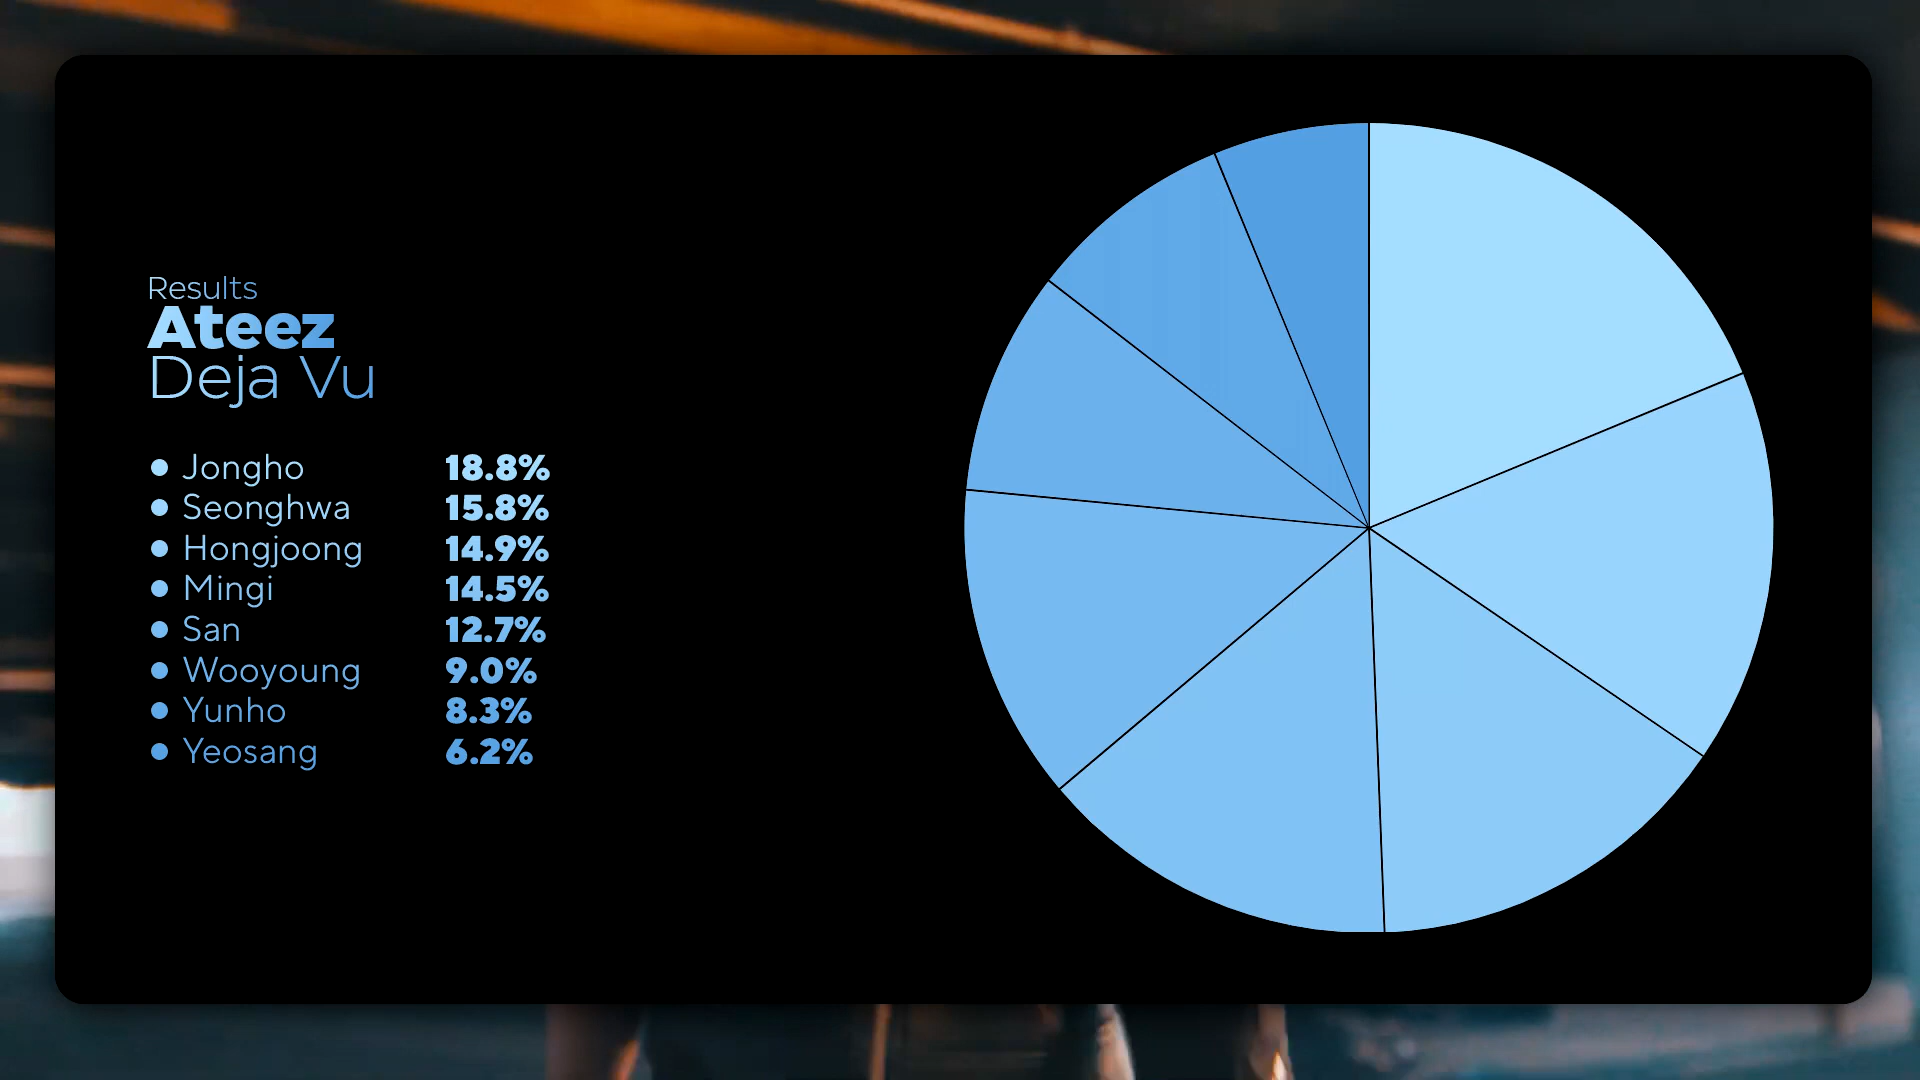 Results
Ateez
Deja Vu
Jongho 18.8%
Seonghwa 15.8%
Hongjoong 14.9%
Mingi 14.5%
San 12.7%
Wooyoung 9.0%
Yunho 8.3%
Yeosang 6.2%